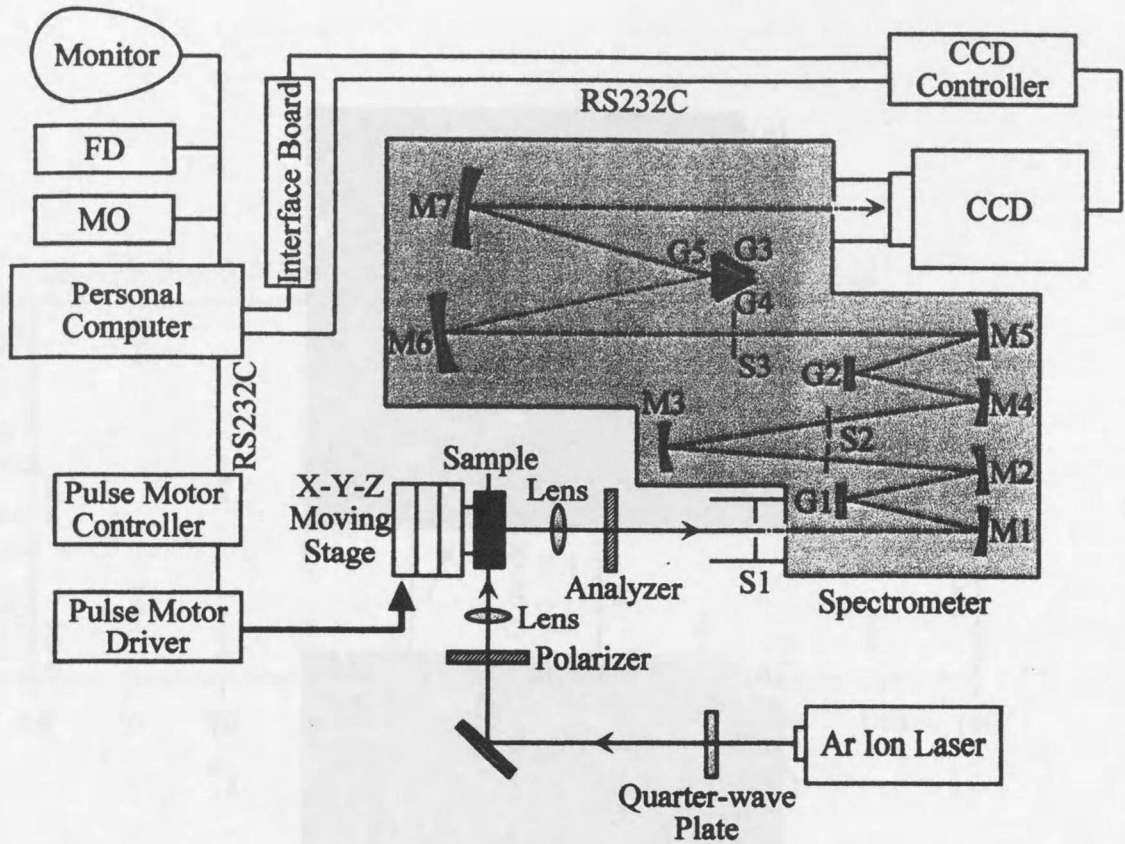 Monitor
FD
MO
Personal
Computer
Interface Board
RS232C
CCD
Controller
CCD
RS232C
M7
G5
G3
G4
M6
S3
M5
G2
M3
M4
S2
M2
G1
M1
Pulse Motor
Controller
X-Y-Z
Moving
Stage
Sample
Lens
Analyzer
S1
Spectrometer
Pulse Motor
Driver
Lens
Polarizer
Ar Ion Laser
Quarter-wave
Plate